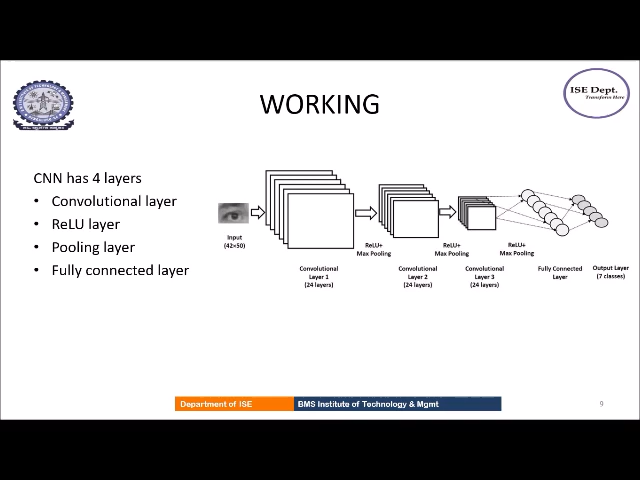 ISE Dept.
Transform Here
WORKING
CNN has 4 layers
• Convolutional layer
• ReLU layer
• Pooling layer
• Fully connected layer
Input
(42×50)
ReLU+
Max Pooling
ReLU+
Max Pooling
ReLU+
Max Pooling
Convolutional
Layer 1
(24 layers)
Convolutional
Layer 2
(24 layers)
Convolutional
Layer 3
(24 layers)
Fully Connected
Layer
Output Layer
(7 classes)
Department of ISE
BMS Institute of Technology & Mgmt
9